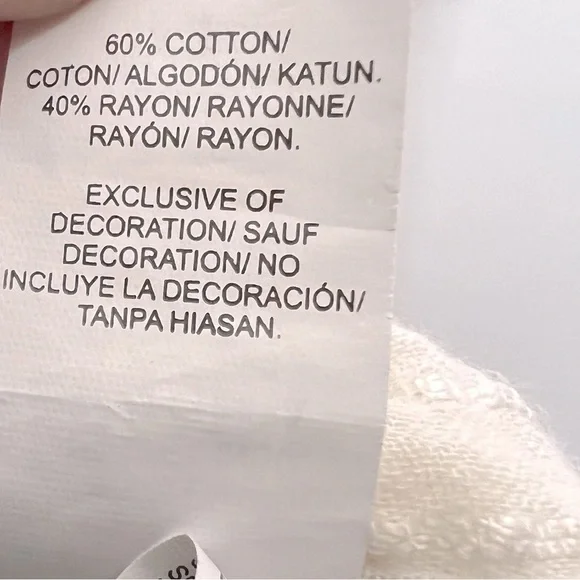 60% COTTON/
COTON/ ALGODÓN/ KATUN.
40% RAYON/ RAYONNE/
RAYÓN/ RAYON.
EXCLUSIVE OF
DECORATION/ SAUF
DECORATION/ NO
INCLUYE LA DECORACIÓN/
TANPA HIASAN.